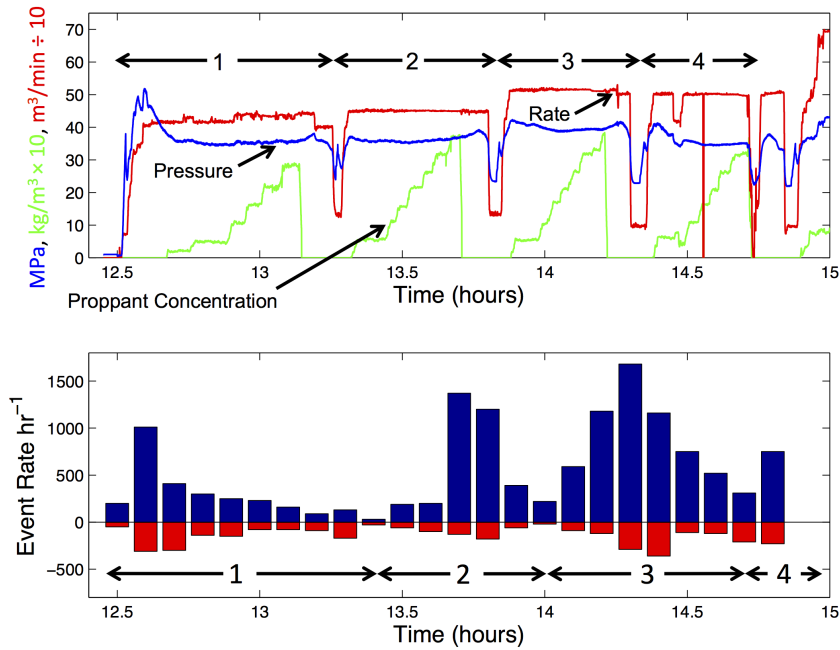 MPa, kg/m³ × 10, m³/min ÷ 10
70
60
50
40
30
20
10
0
1 2 3 4
Rate
Pressure
Proppant Concentration
12.5 13 13.5 14 14.5 15
Time (hours)
Event Rate hr⁻¹
1500
1000
500
0
−500
1 2 3 4
12.5 13 13.5 14 14.5 15
Time (hours)